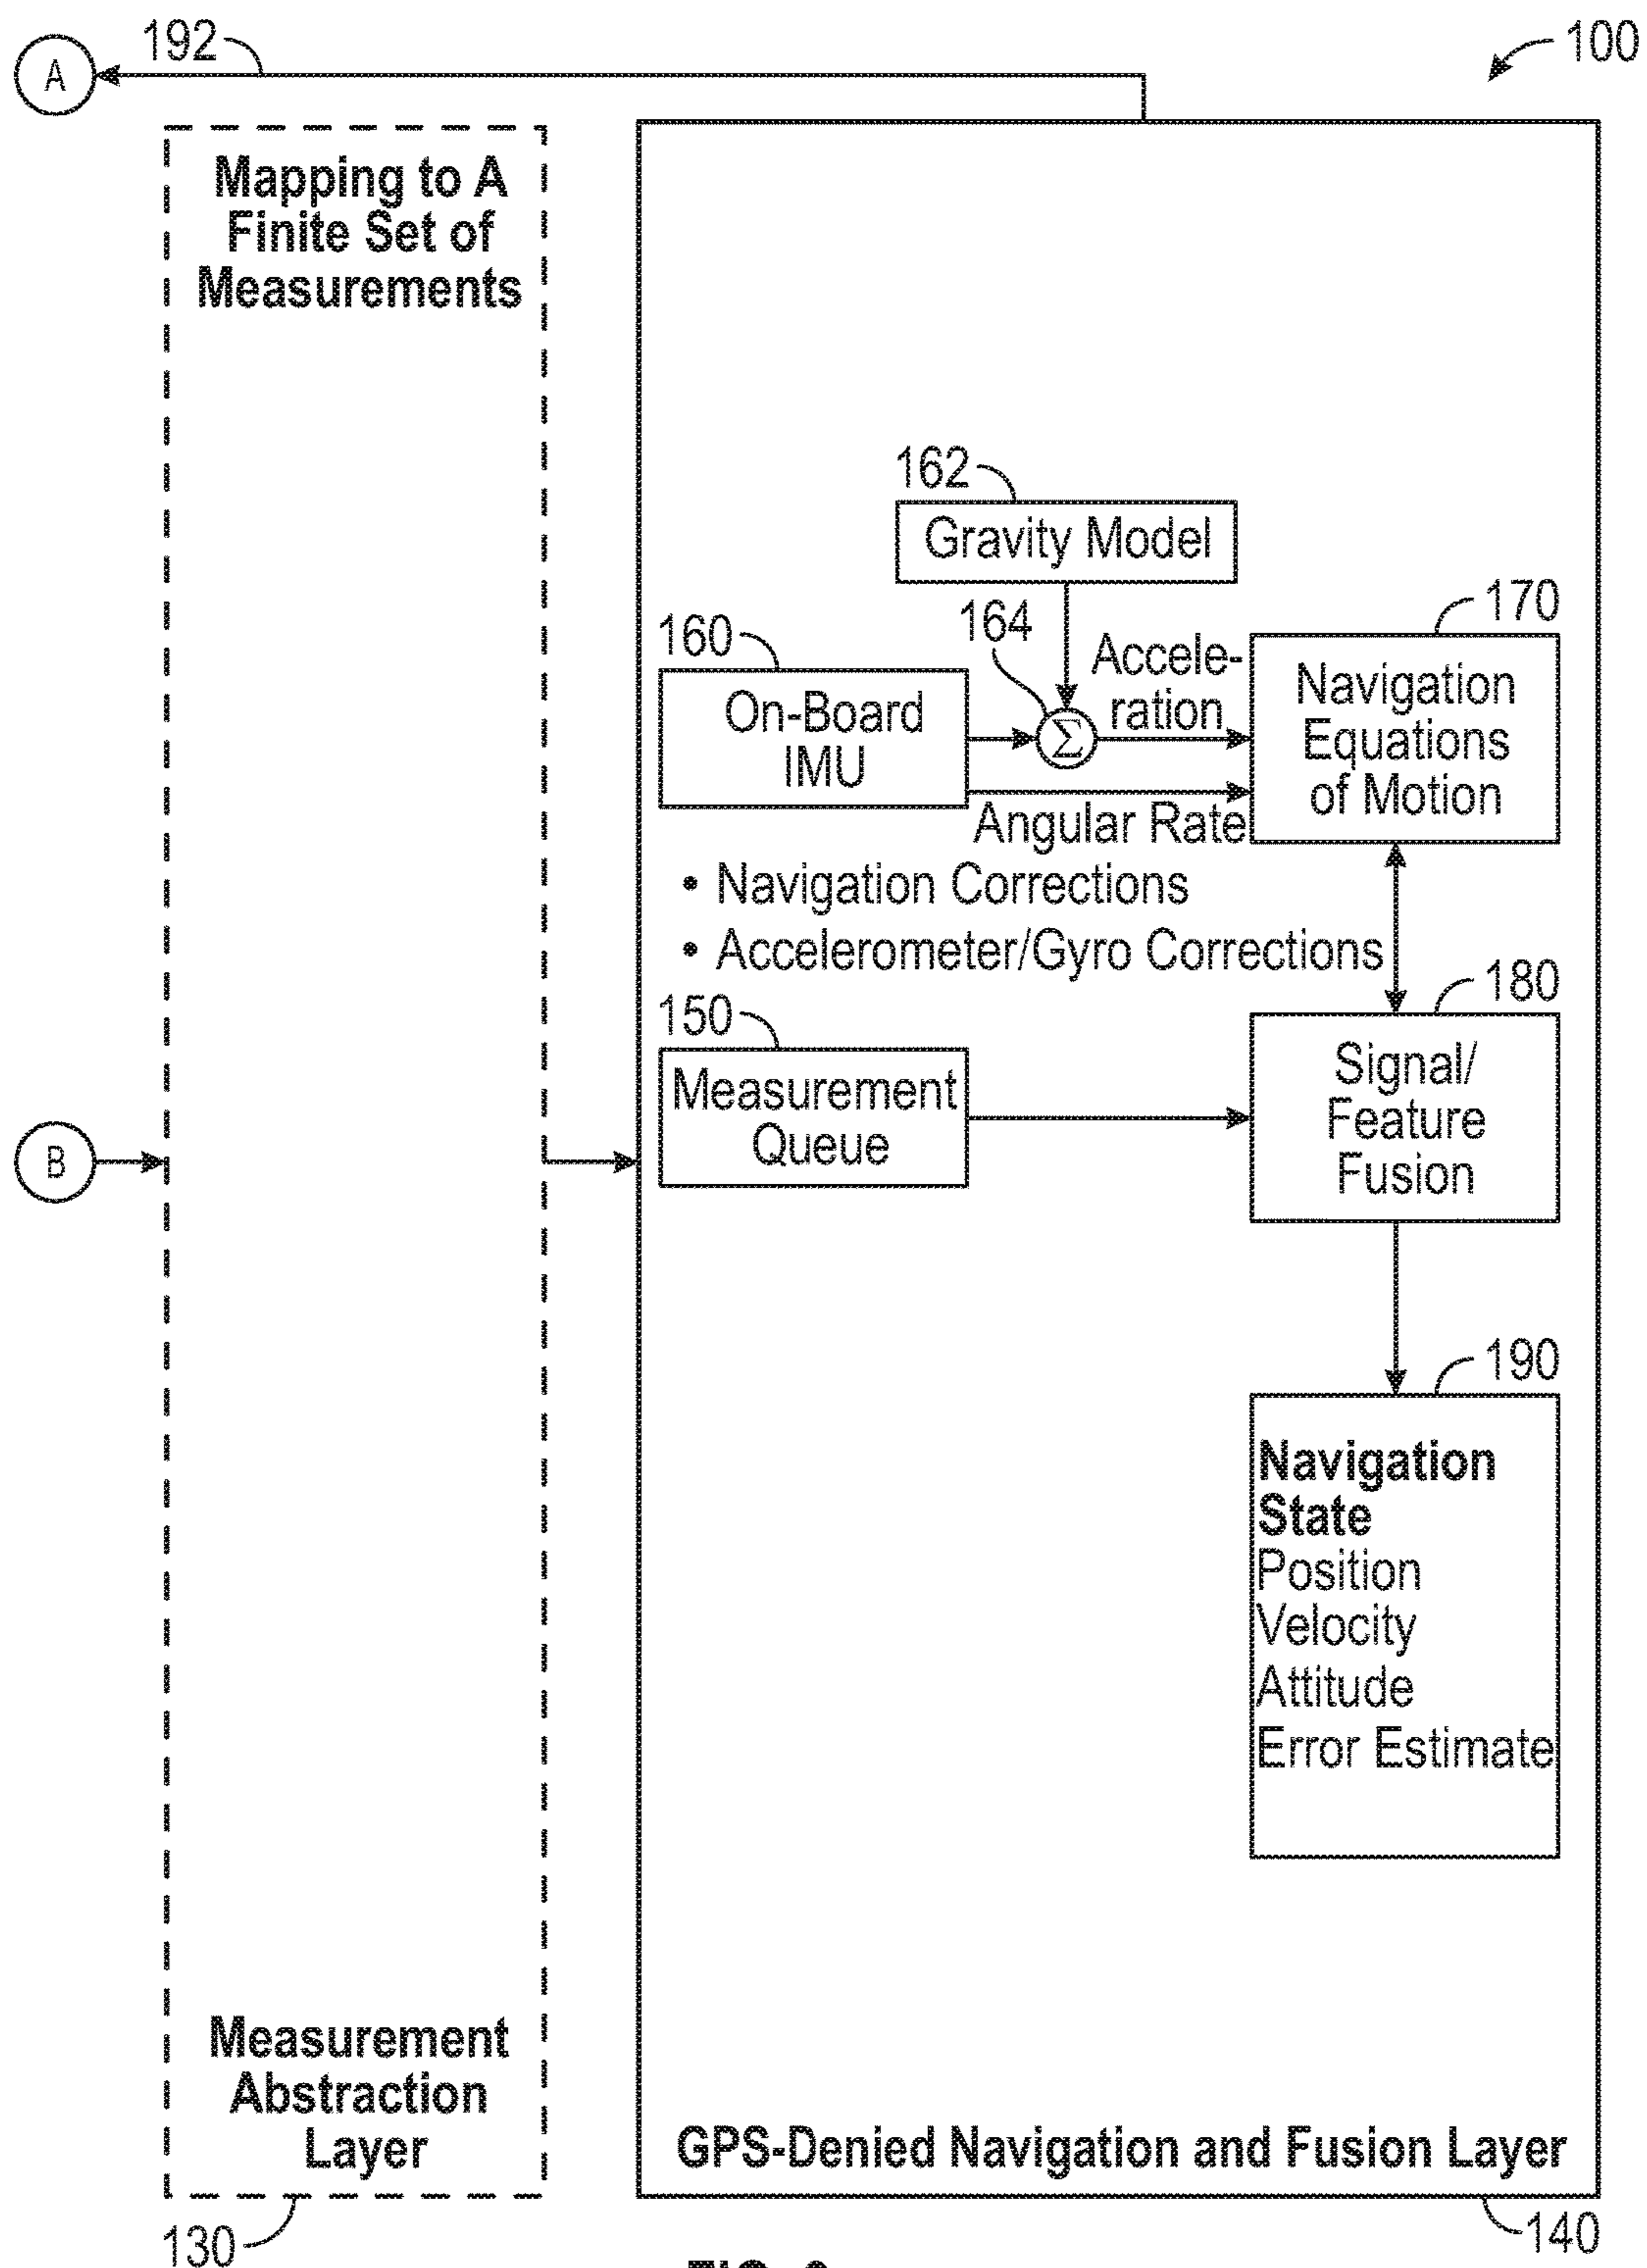 A
192
100
Mapping to A
Finite Set of
Measurements
162
Gravity Model
164
160
170
Accele-
ration
On-Board
IMU
Σ
Navigation
Equations
of Motion
Angular Rate
• Navigation Corrections
• Accelerometer/Gyro Corrections
150
180
Measurement
Queue
Signal/
Feature
Fusion
B
190
Navigation
State
Position
Velocity
Attitude
Error Estimate
Measurement
Abstraction
Layer
GPS-Denied Navigation and Fusion Layer
130
140